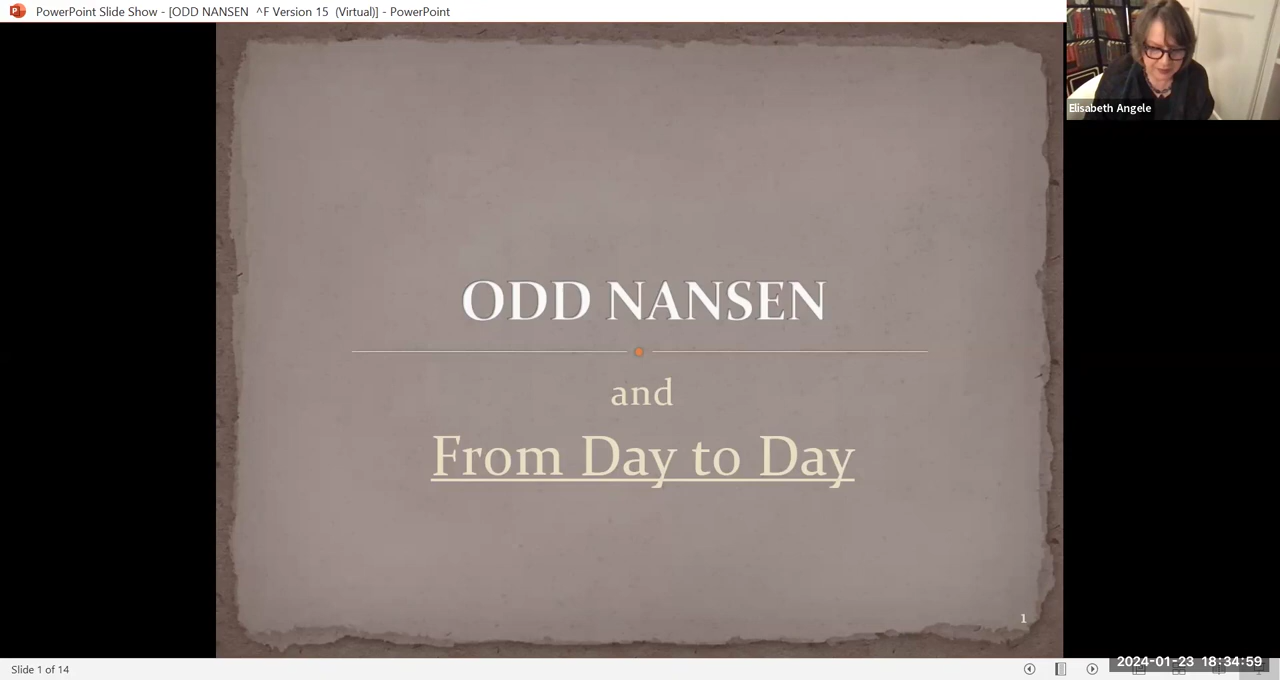 PowerPoint Slide Show - [ODD NANSEN ^F Version 15 (Virtual)] - PowerPoint
Elisabeth Angele
ODD NANSEN
and
From Day to Day
1
Slide 1 of 14
2024-01-23 18:34:59